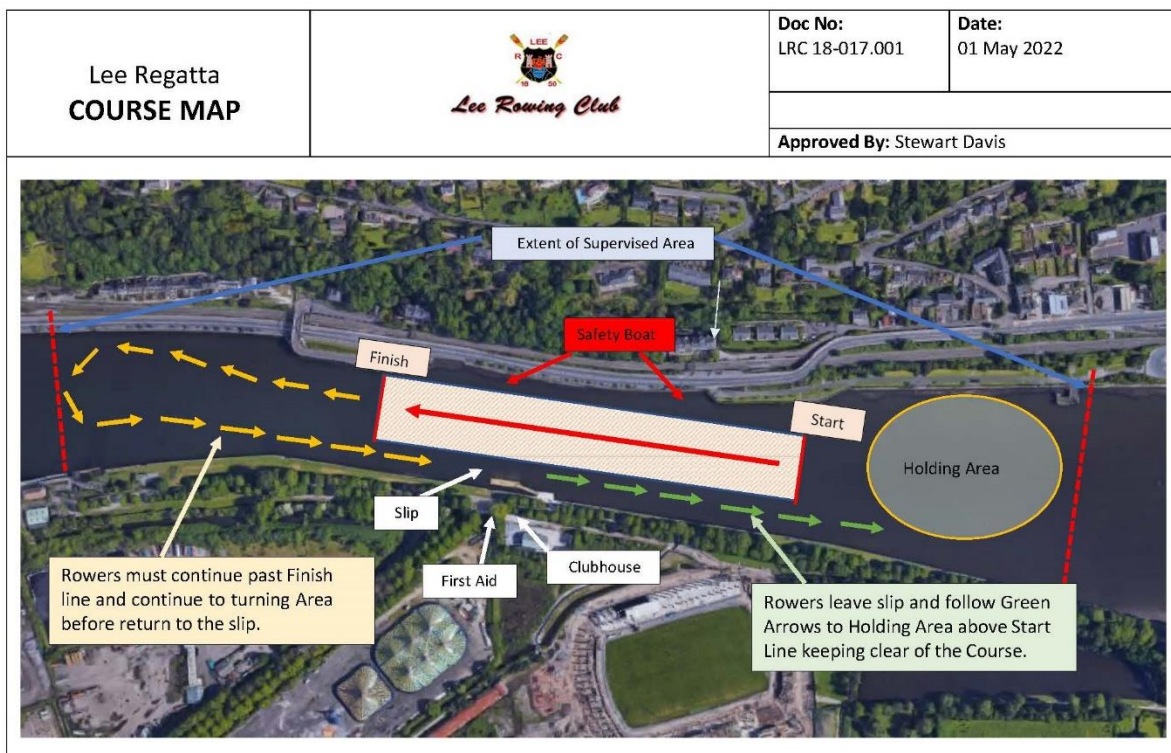 Lee Regatta
COURSE MAP
LEE
R C
18 50
Lee Rowing Club
Doc No:
LRC 18-017.001
Date:
01 May 2022
Approved By: Stewart Davis
Extent of Supervised Area
Safety Boat
Finish
Start
Holding Area
Slip
First Aid
Clubhouse
Rowers must continue past Finish
line and continue to turning Area
before return to the slip.
Rowers leave slip and follow Green
Arrows to Holding Area above Start
Line keeping clear of the Course.